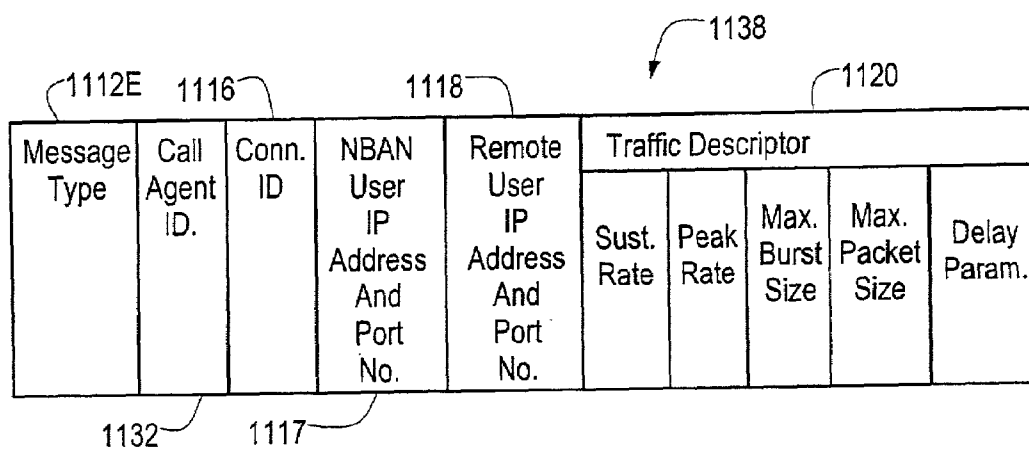 1138
1112E
1116
1118
1120
Message
Type
Call
Agent
ID.
Conn.
ID
NBAN
User
IP
Address
And
Port
No.
Remote
User
IP
Address
And
Port
No.
Traffic Descriptor
Sust.
Rate
Peak
Rate
Max.
Burst
Size
Max.
Packet
Size
Delay
Param.
1132
1117